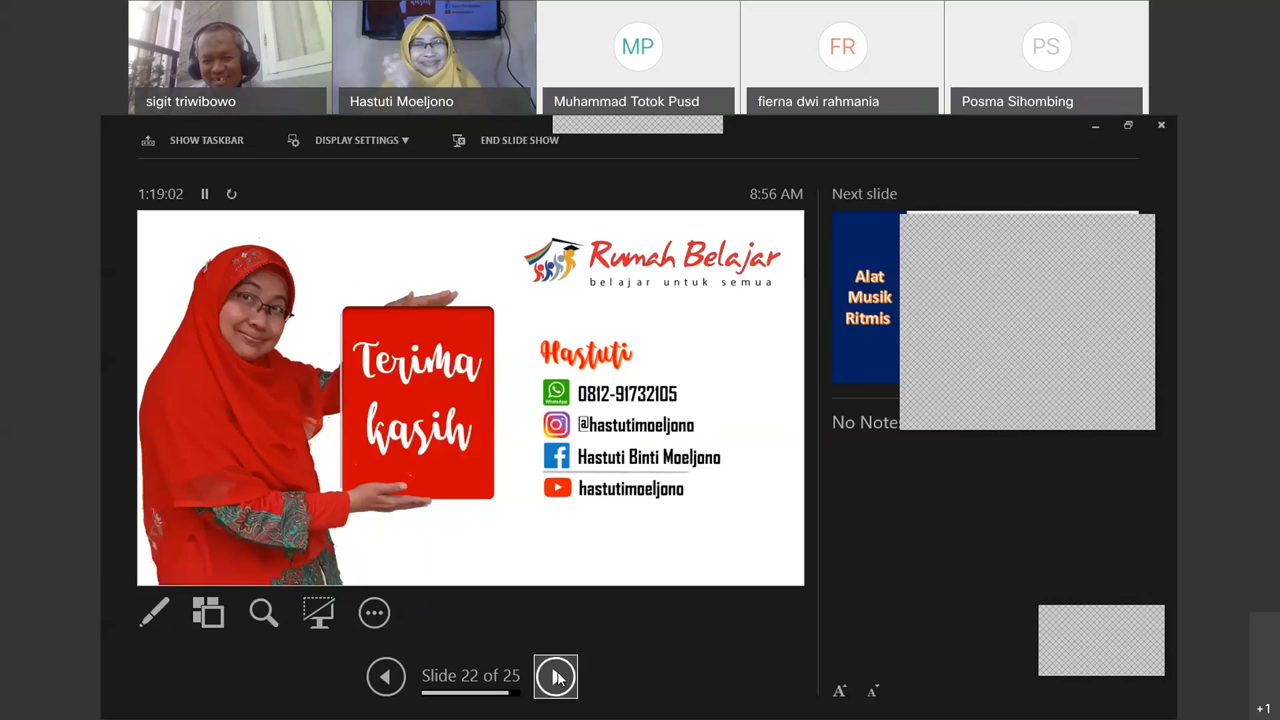 MP
FR
PS
sigit triwibowo
Hastuti Moeljono
Muhammad Totok Pusd
fierna dwi rahmania
Posma Sihombing
SHOW TASKBAR
DISPLAY SETTINGS
END SLIDE SHOW
1:19:02
8:56 AM
Next slide
Rumah Belajar
belajar untuk semua
Terima
kasih
Hastuti
WhatsApp
0812-91732105
@hastutimoeljono
Hastuti Binti Moeljono
hastutimoeljono
Alat
Musik
Ritmis
No Note
Slide 22 of 25
A
A
+1